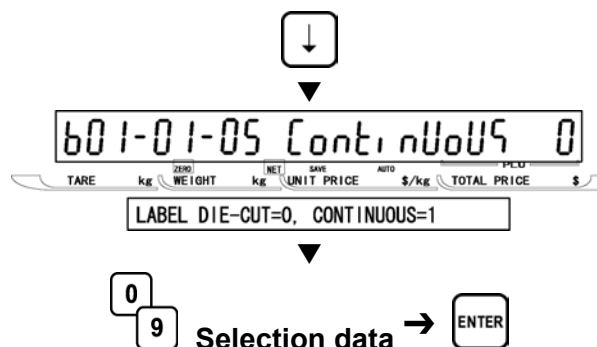 ↓
▼
b01-01-05 ContinUoUS 0
ZERO NET SAVE AUTO PLU
TARE kg WEIGHT kg UNIT PRICE $/kg TOTAL PRICE $
LABEL DIE-CUT=0, CONTINUOUS=1
▼
0
9 Selection data → ENTER